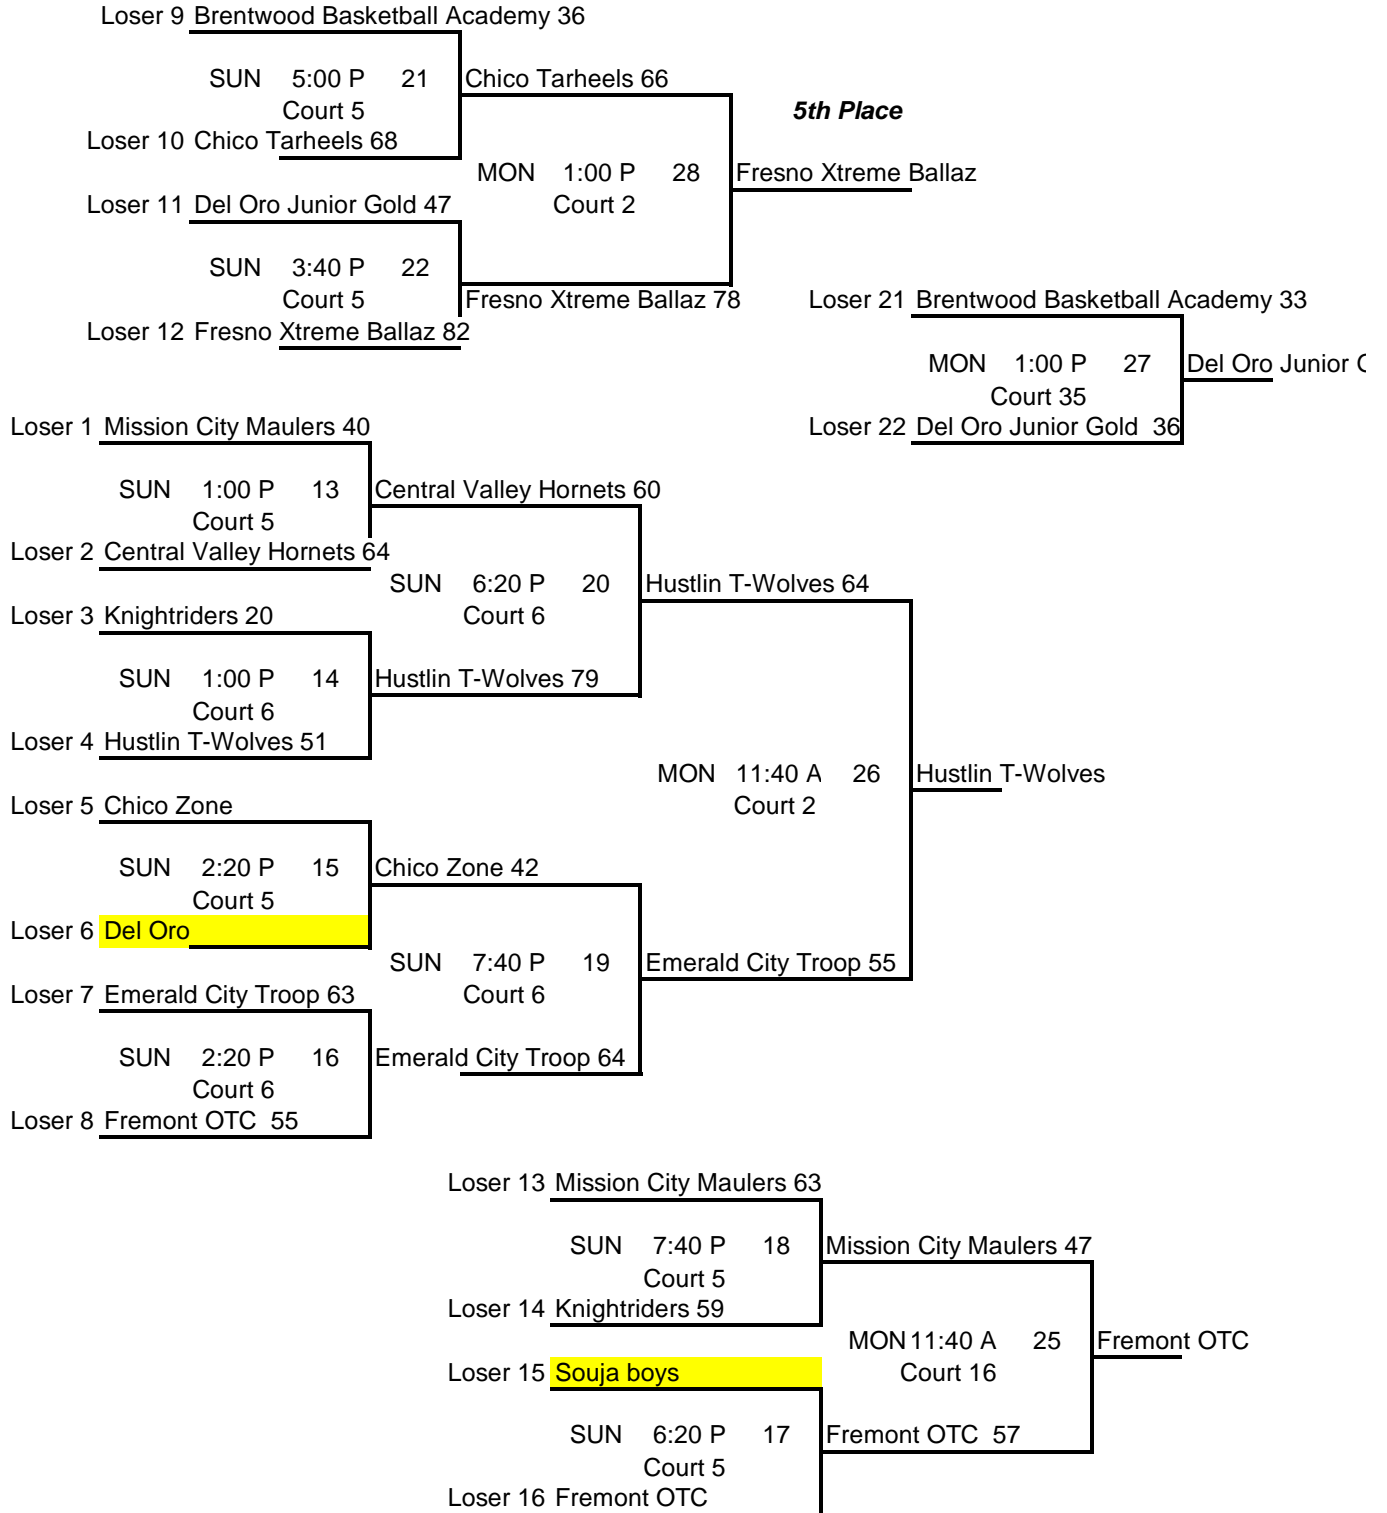 Loser 9 Brentwood Basketball Academy 36
SUN 5:00 P 21 Chico Tarheels 66
Court 5 5th Place
Loser 10 Chico Tarheels 68
MON 1:00 P 28 Fresno Xtreme Ballaz
Loser 11 Del Oro Junior Gold 47 Court 2
SUN 3:40 P 22
Court 5 Fresno Xtreme Ballaz 78 Loser 21 Brentwood Basketball Academy 33
Loser 12 Fresno Xtreme Ballaz 82
MON 1:00 P 27 Del Oro Junior
Court 35
Loser 1 Mission City Maulers 40 Loser 22 Del Oro Junior Gold 36
SUN 1:00 P 13 Central Valley Hornets 60
Court 5
Loser 2 Central Valley Hornets 64
SUN 6:20 P 20 Hustlin T-Wolves 64
Loser 3 Knightriders 20 Court 6
SUN 1:00 P 14 Hustlin T-Wolves 79
Court 6
Loser 4 Hustlin T-Wolves 51
MON 11:40 A 26 Hustlin T-Wolves
Loser 5 Chico Zone Court 2
SUN 2:20 P 15 Chico Zone 42
Court 5
Loser 6 Del Oro
SUN 7:40 P 19 Emerald City Troop 55
Loser 7 Emerald City Troop 63 Court 6
SUN 2:20 P 16 Emerald City Troop 64
Court 6
Loser 8 Fremont OTC 55
Loser 13 Mission City Maulers 63
SUN 7:40 P 18 Mission City Maulers 47
Court 5
Loser 14 Knightriders 59
MON 11:40 A 25 Fremont OTC
Loser 15 Souja boys Court 16
SUN 6:20 P 17 Fremont OTC 57
Court 5
Loser 16 Fremont OTC